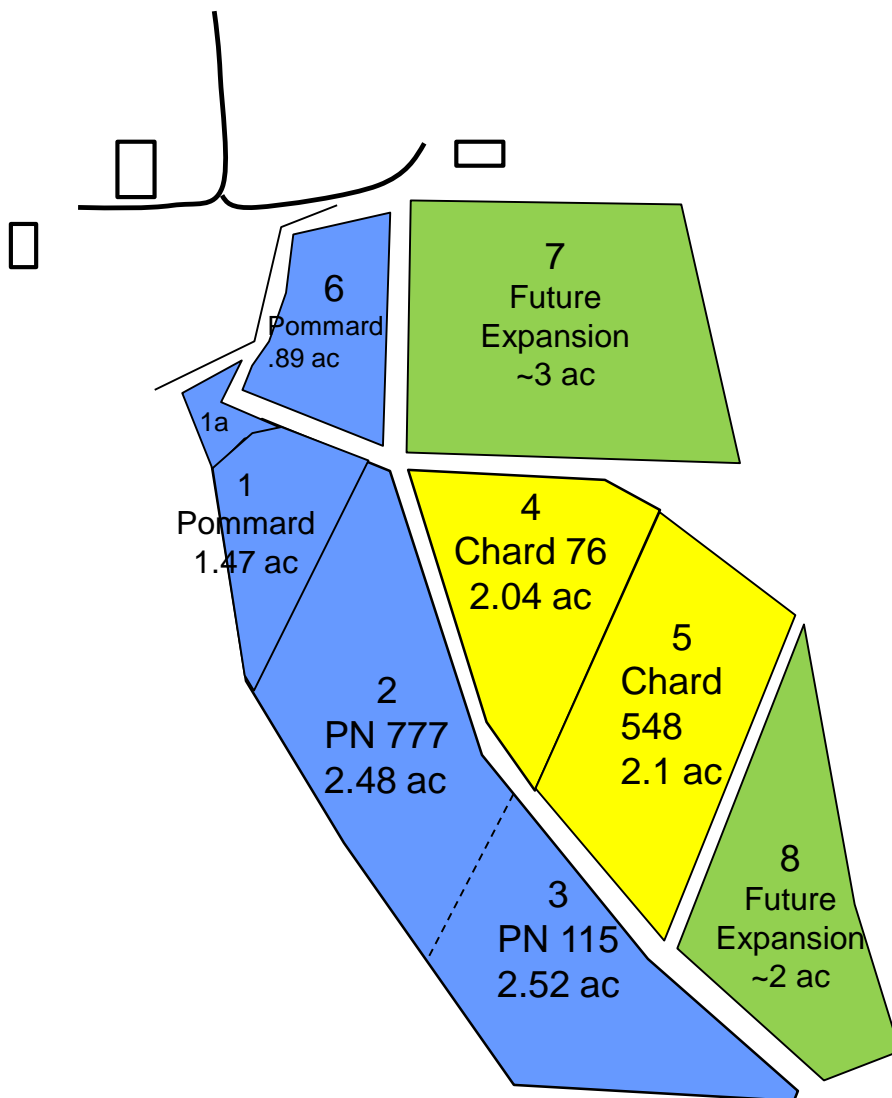 6
Pommard
.89 ac
7
Future
Expansion
~3 ac
1a
1
Pommard
1.47 ac
4
Chard 76
2.04 ac
5
Chard
548
2.1 ac
2
PN 777
2.48 ac
3
PN 115
2.52 ac
8
Future
Expansion
~2 ac